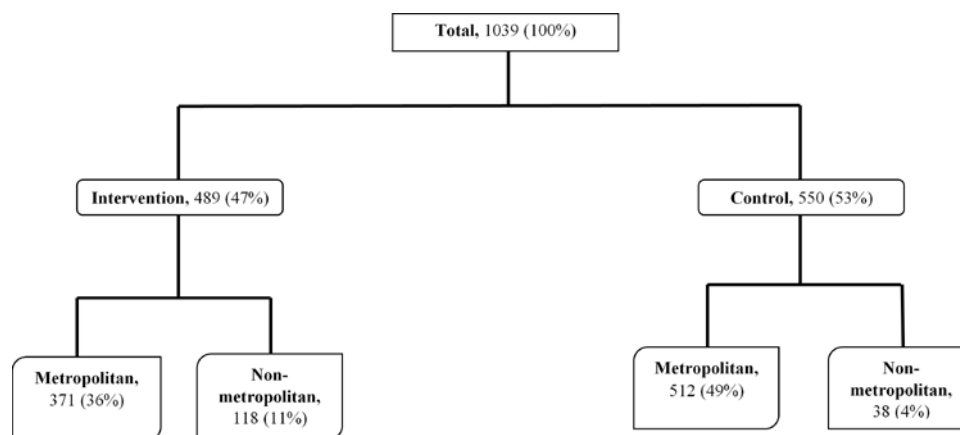 Total, 1039 (100%)
Intervention, 489 (47%)
Control, 550 (53%)
Metropolitan,
371 (36%)
Non-
metropolitan,
118 (11%)
Metropolitan,
512 (49%)
Non-
metropolitan,
38 (4%)